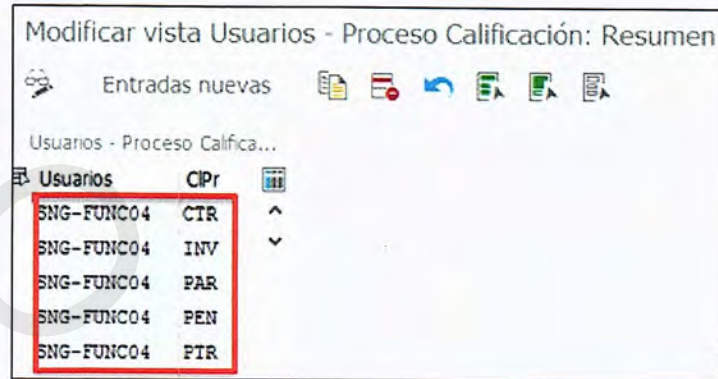 Modificar vista Usuarios - Proceso Calificación: Resumen
Entradas nuevas
Usuarios - Proceso Califica...
Usuarios ClPr
SNG-FUNC04 CTR
SNG-FUNC04 INV
SNG-FUNC04 PAR
SNG-FUNC04 PEN
SNG-FUNC04 PTR